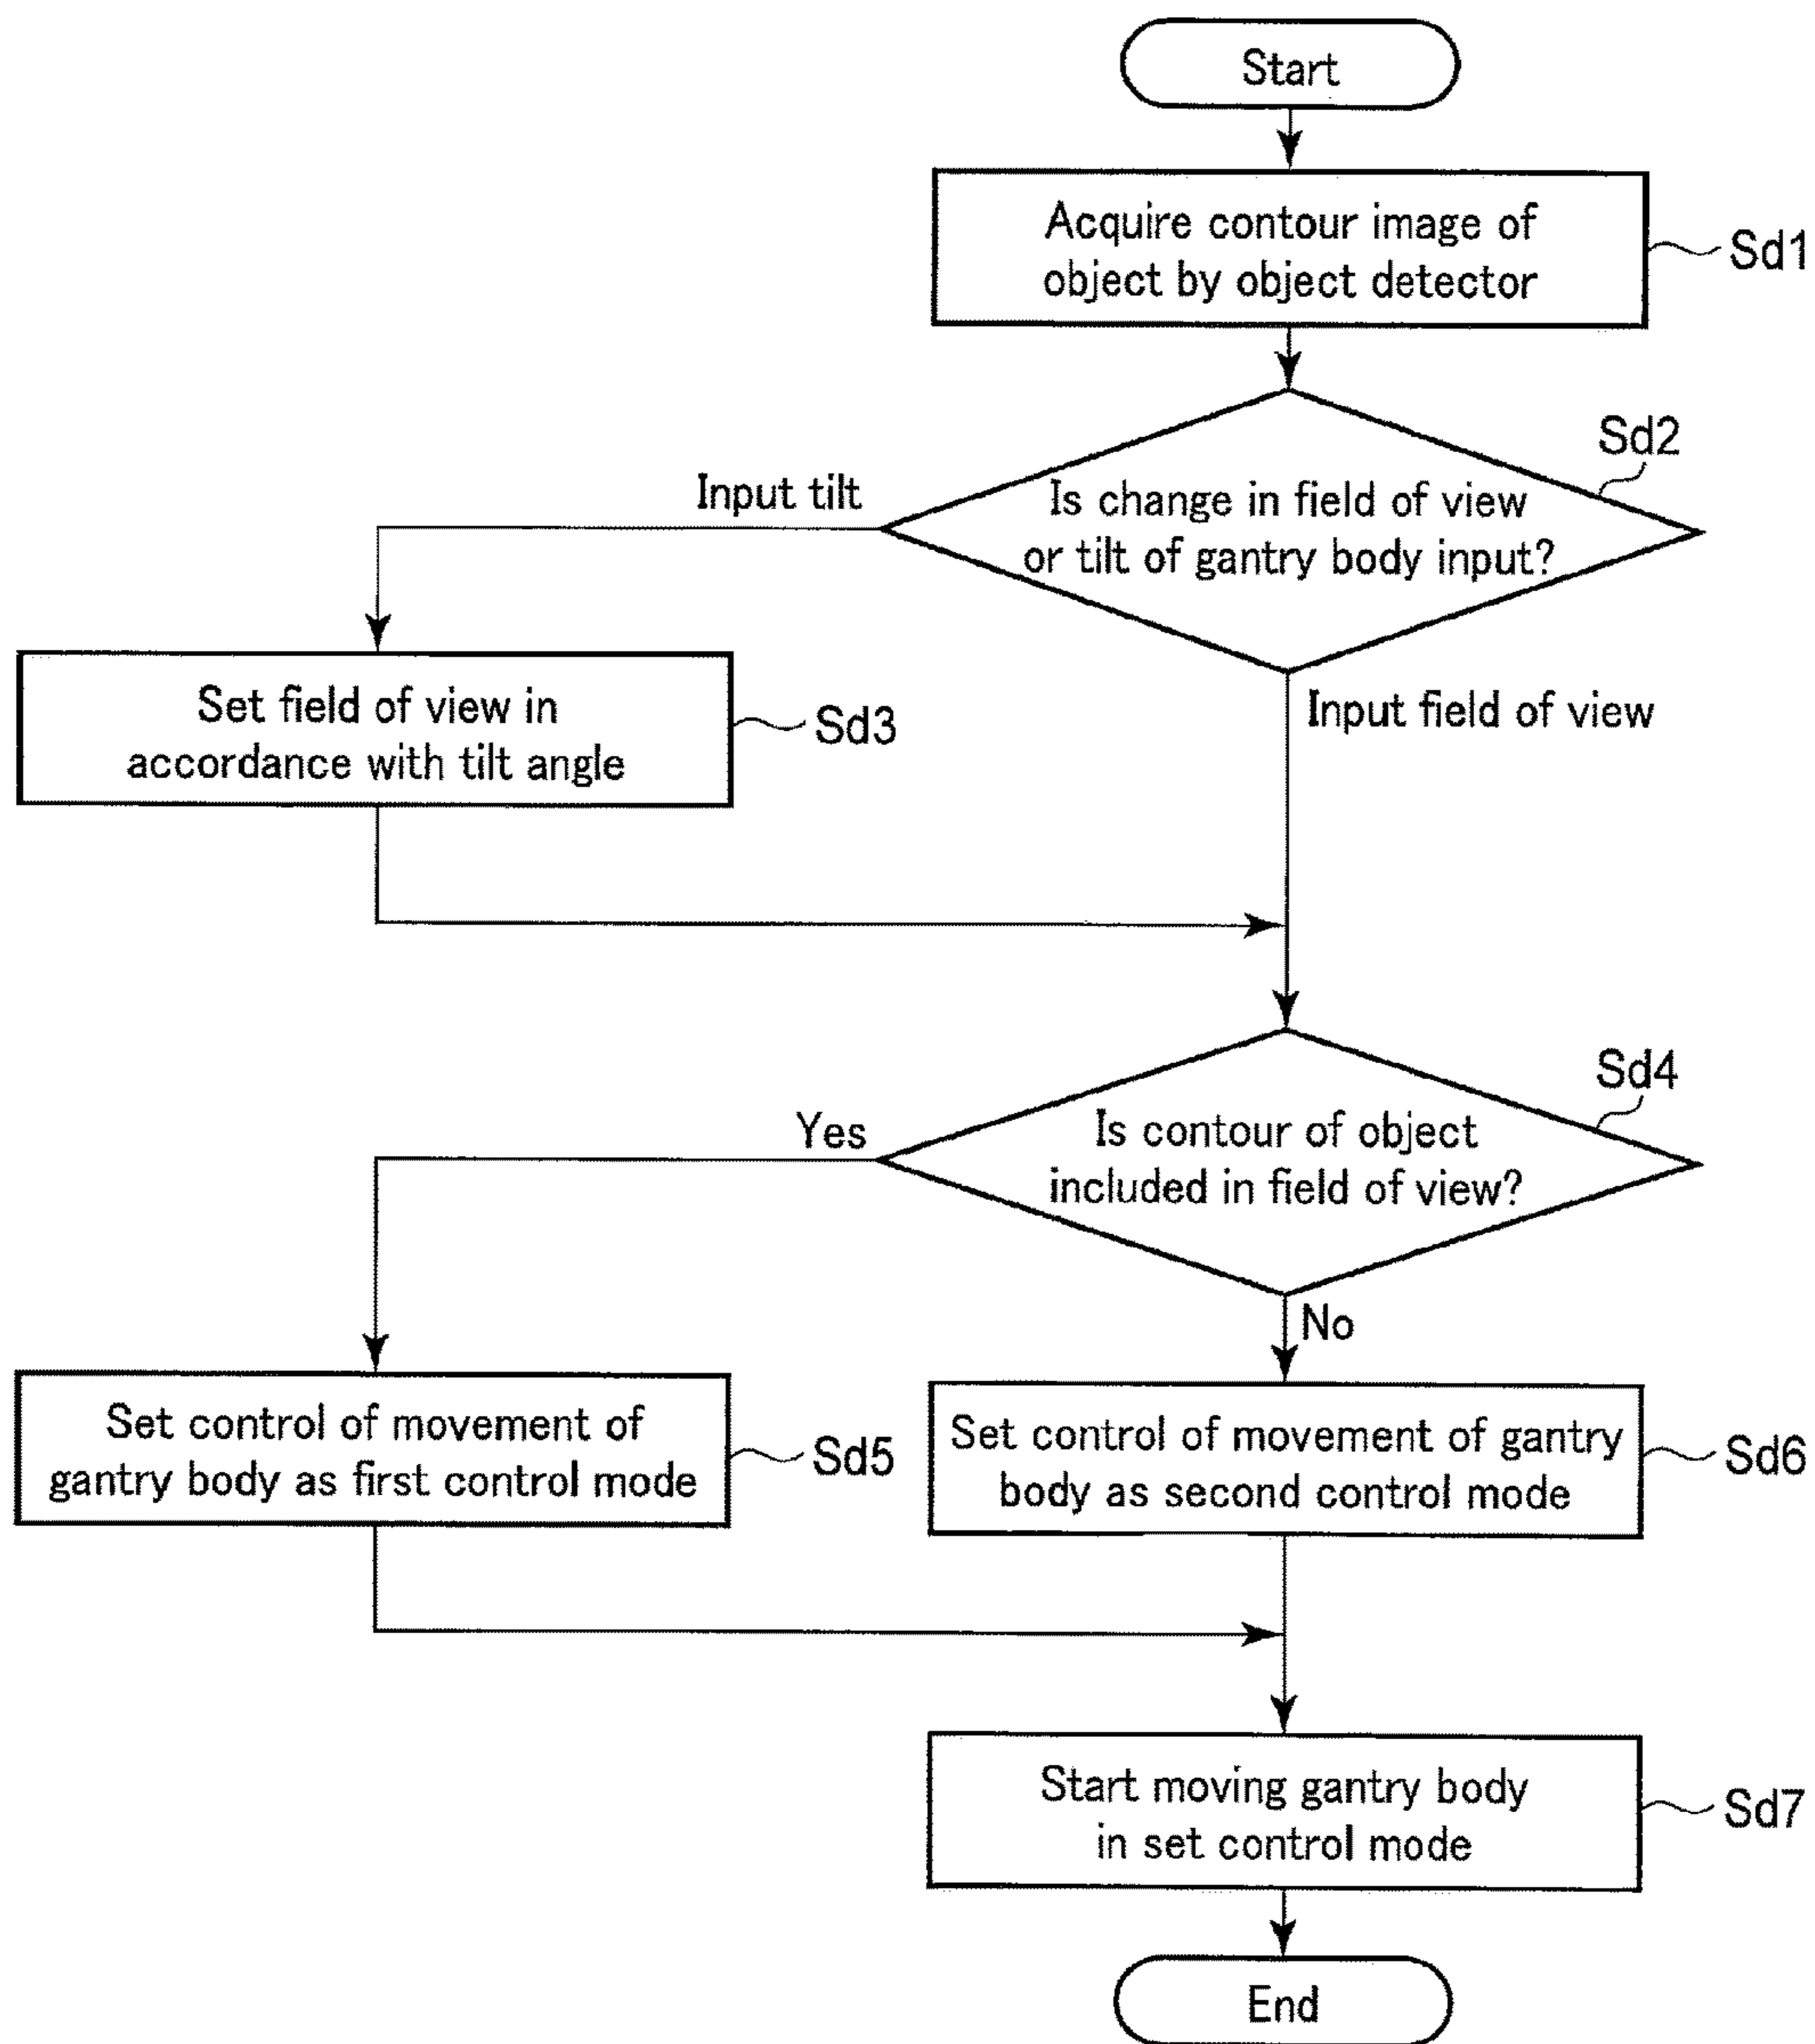 Start
Acquire contour image of
object by object detector
Sd1
Sd2
Is change in field of view
or tilt of gantry body input?
Input tilt
Input field of view
Set field of view in
accordance with tilt angle
Sd3
Sd4
Is contour of object
included in field of view?
Yes
No
Set control of movement of
gantry body as first control mode
Sd5
Set control of movement of gantry
body as second control mode
Sd6
Start moving gantry body
in set control mode
Sd7
End